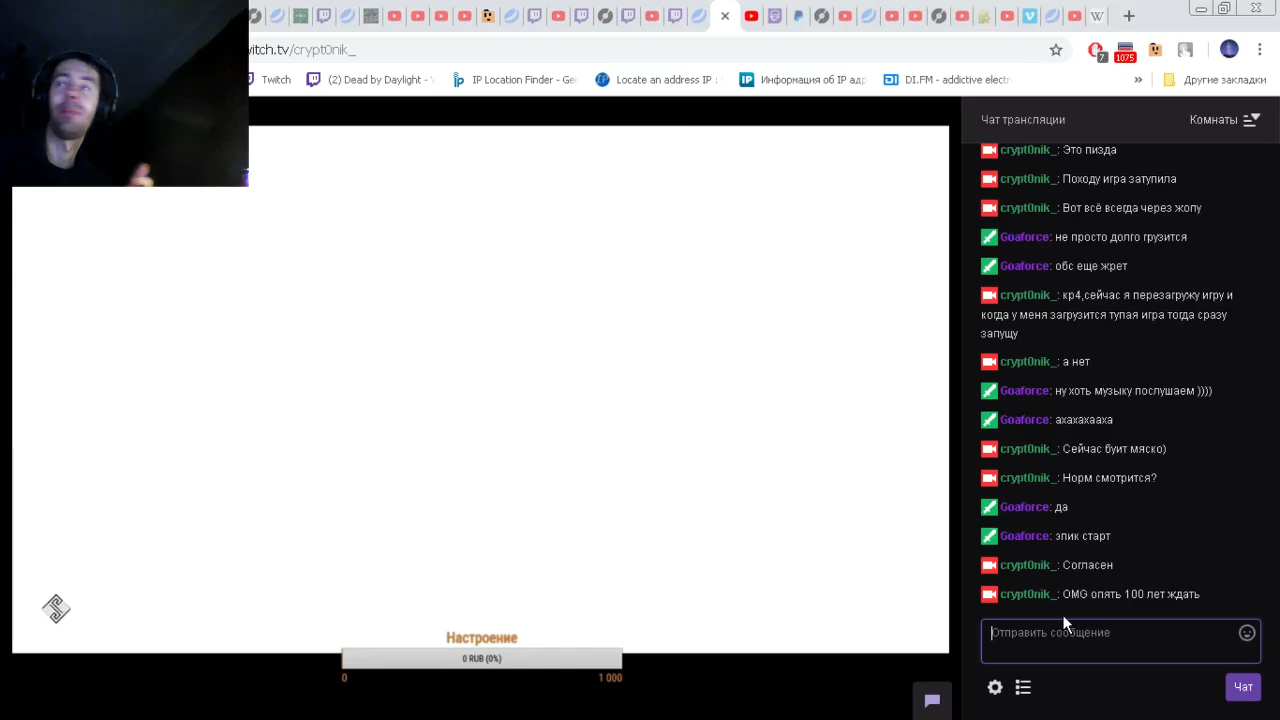 itch.tv/crypt0nik_
7
1075
Twitch
(2) Dead by Daylight -
IP Location Finder - Geo
Locate an address IP :
Информация об IP адр
DI.FM - addictive electr
»
Другие закладки
Чат трансляции
Комнаты
crypt0nik_: Это пизда
crypt0nik_: Походу игра затупила
crypt0nik_: Вот всё всегда через жопу
Goaforce: не просто долго грузится
Goaforce: обс еще жрет
crypt0nik_: кр4,сейчас я перезагружу игру и
когда у меня загрузится тупая игра тогда сразу
запущу
crypt0nik_: а нет
Goaforce: ну хоть музыку послушаем ))))
Goaforce: ахахахааха
crypt0nik_: Сейчас буит мяско)
crypt0nik_: Норм смотрится?
Goaforce: да
Goaforce: эпик старт
crypt0nik_: Согласен
crypt0nik_: OMG опять 100 лет ждать
Отправить сообщение
Чат
Настроение
0 RUB (0%)
0
1 000